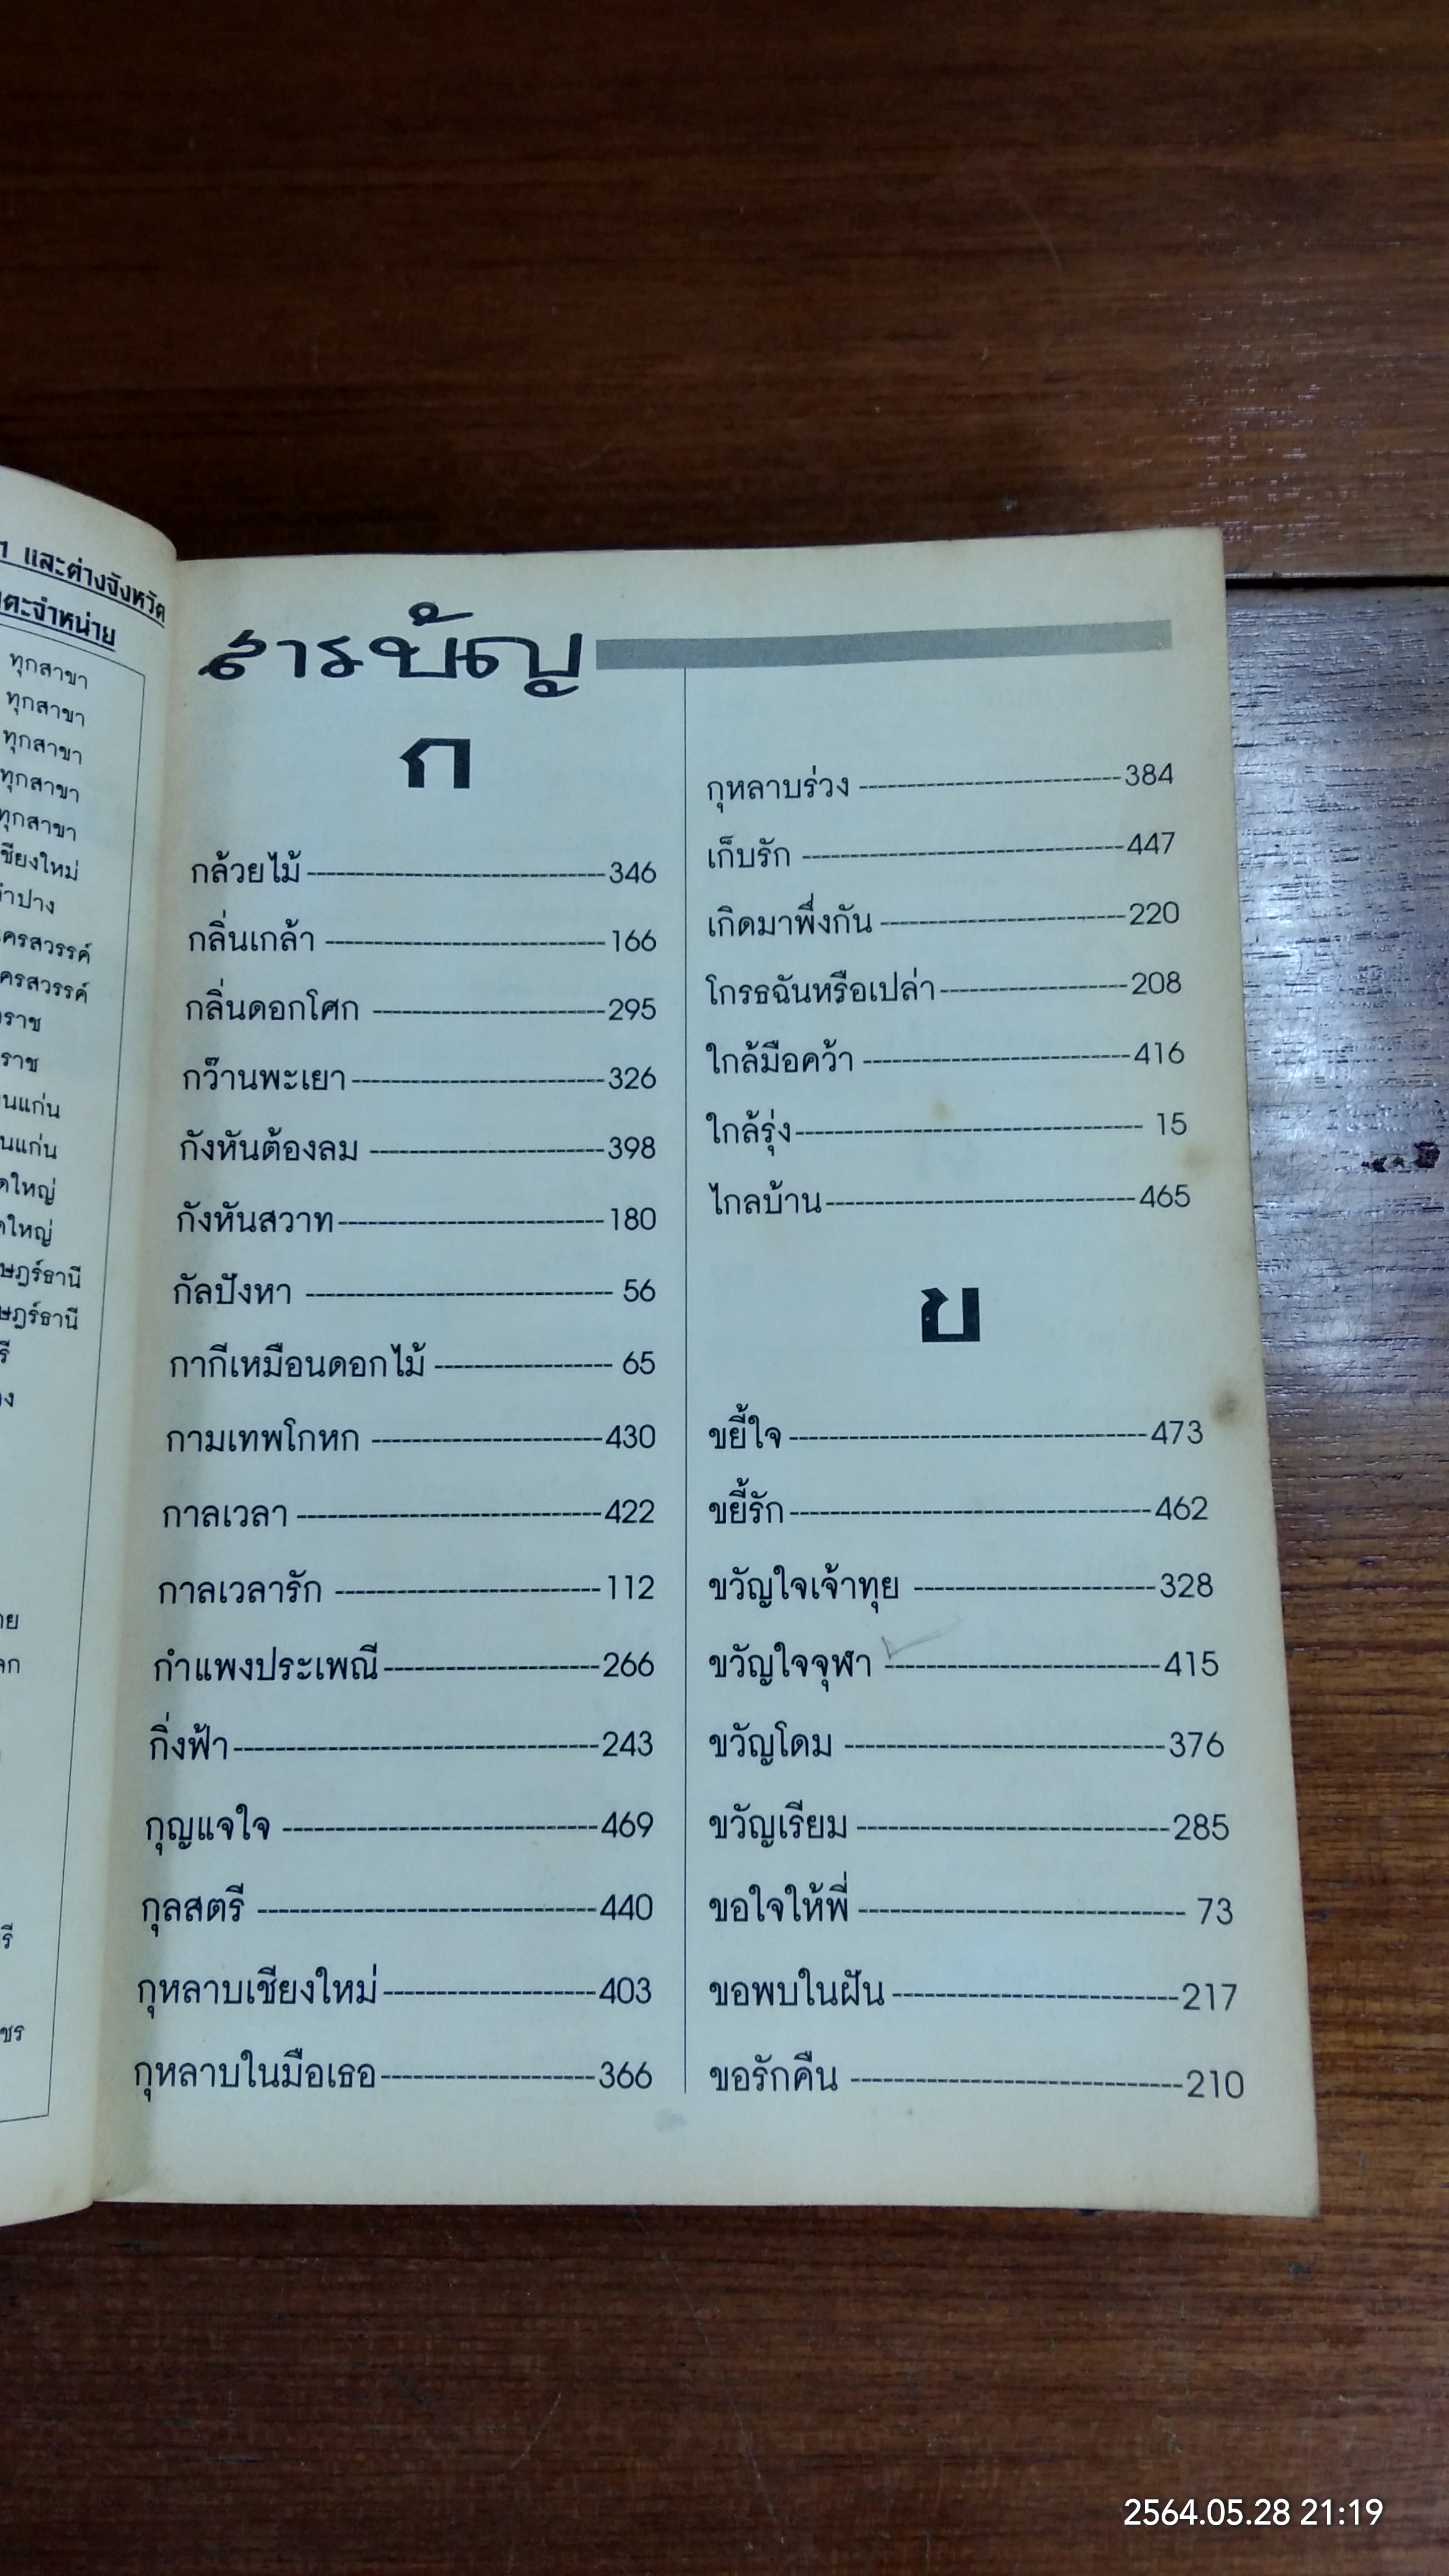 และต่างจังหวัด
จำหน่าย
ทุกสาขา
ทุกสาขา
ทุกสาขา
ทุกสาขา
ทุกสาขา
สารบัญ
ก
กล้วยไม้ 346
กลิ่นเกล้า 166
กลิ่นดอกโศก 295
กว๊านพะเยา 326
กังหันต้องลม 398
กังหันสวาท 180
กัลปังหา 56
กากีเหมือนดอกไม้ 65
กามเทพโกหก 430
กาลเวลา 422
กาลเวลารัก 112
กำแพงประเพณี 266
กิ่งฟ้า 243
กุญแจใจ 469
กุลสตรี 440
กุหลาบเชียงใหม่ 403
กุหลาบในมือเธอ 366
กุหลาบร่วง 384
เก็บรัก 447
เกิดมาพึ่งกัน 220
โกรธฉันหรือเปล่า 208
ใกล้มือคว้า 416
ใกล้รุ่ง 15
ไกลบ้าน 465
ข
ขยี้ใจ 473
ขยี้รัก 462
ขวัญใจเจ้าทุย 328
ขวัญใจจุฬา 415
ขวัญโดม 376
ขวัญเรียม 285
ขอใจให้พี่ 73
ขอพบในฝัน 217
ขอรักคืน 210
2564.05.28 21:19